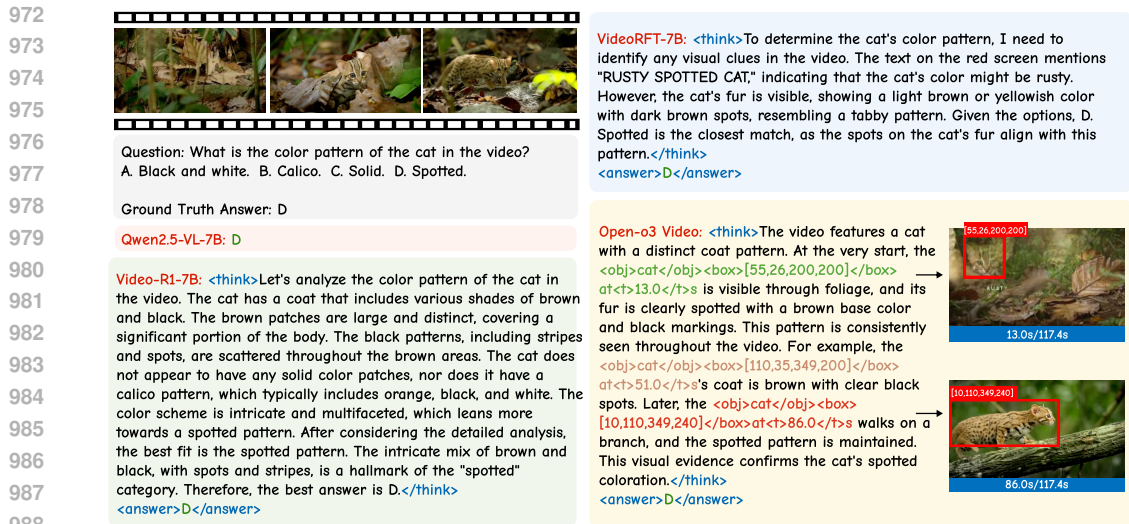 972
973
974
975
976
977
978
979
980
981
982
983
984
985
986
987
988
Question: What is the color pattern of the cat in the video?
A. Black and white. B. Calico. C. Solid. D. Spotted.
Ground Truth Answer: D
Qwen2.5-VL-7B: D
Video-R1-7B: <think>Let's analyze the color pattern of the cat in
the video. The cat has a coat that includes various shades of brown
and black. The brown patches are large and distinct, covering a
significant portion of the body. The black patterns, including stripes
and spots, are scattered throughout the brown areas. The cat does
not appear to have any solid color patches, nor does it have a
calico pattern, which typically includes orange, black, and white. The
color scheme is intricate and multifaceted, which leans more
towards a spotted pattern. After considering the detailed analysis,
the best fit is the spotted pattern. The intricate mix of brown and
black, with spots and stripes, is a hallmark of the "spotted"
category. Therefore, the best answer is D.</think>
<answer>D</answer>
VideoRFT-7B: <think>To determine the cat's color pattern, I need to
identify any visual clues in the video. The text on the red screen mentions
"RUSTY SPOTTED CAT," indicating that the cat's color might be rusty.
However, the cat's fur is visible, showing a light brown or yellowish color
with dark brown spots, resembling a tabby pattern. Given the options, D.
Spotted is the closest match, as the spots on the cat's fur align with this
pattern.</think>
<answer>D</answer>
Open-o3 Video: <think>The video features a cat
with a distinct coat pattern. At the very start, the
<obj>cat</obj><box>[55,26,200,200]</box>
at<t>13.0</t>s is visible through foliage, and its
fur is clearly spotted with a brown base color
and black markings. This pattern is consistently
seen throughout the video. For example, the
<obj>cat</obj><box>[110,35,349,200]</box>
at<t>51.0</t>s's coat is brown with clear black
spots. Later, the <obj>cat</obj><box>
[10,110,349,240]</box>at<t>86.0</t>s walks on a
branch, and the spotted pattern is maintained.
This visual evidence confirms the cat's spotted
coloration.</think>
<answer>D</answer>
[55,26,200,200]
RUSTY
13.0s/117.4s
[10,110,349,240]
86.0s/117.4s